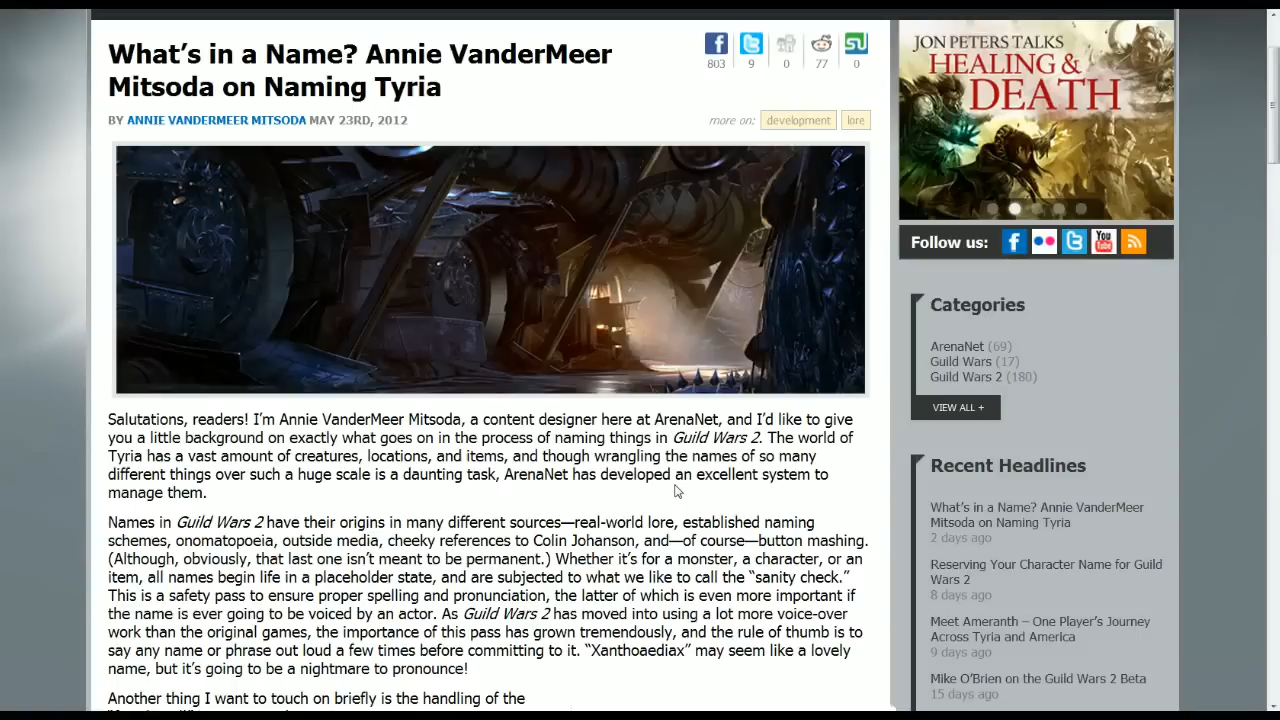 What's in a Name? Annie VanderMeer
Mitsoda on Naming Tyria
803
9
0
77
0
BY ANNIE VANDERMEER MITSODA MAY 23RD, 2012
more on: development lore
Salutations, readers! I'm Annie VanderMeer Mitsoda, a content designer here at ArenaNet, and I'd like to give
you a little background on exactly what goes on in the process of naming things in Guild Wars 2. The world of
Tyria has a vast amount of creatures, locations, and items, and though wrangling the names of so many
different things over such a huge scale is a daunting task, ArenaNet has developed an excellent system to
manage them.
Names in Guild Wars 2 have their origins in many different sources—real-world lore, established naming
schemes, onomatopoeia, outside media, cheeky references to Colin Johanson, and—of course—button mashing.
(Although, obviously, that last one isn't meant to be permanent.) Whether it's for a monster, a character, or an
item, all names begin life in a placeholder state, and are subjected to what we like to call the "sanity check."
This is a safety pass to ensure proper spelling and pronunciation, the latter of which is even more important if
the name is ever going to be voiced by an actor. As Guild Wars 2 has moved into using a lot more voice-over
work than the original games, the importance of this pass has grown tremendously, and the rule of thumb is to
say any name or phrase out loud a few times before committing to it. "Xanthoaediax" may seem like a lovely
name, but it's going to be a nightmare to pronounce!
Another thing I want to touch on briefly is the handling of the
JON PETERS TALKS
HEALING &
DEATH
Follow us:
You
Tube
Categories
ArenaNet (69)
Guild Wars (17)
Guild Wars 2 (180)
VIEW ALL +
Recent Headlines
What's in a Name? Annie VanderMeer
Mitsoda on Naming Tyria
2 days ago
Reserving Your Character Name for Guild
Wars 2
8 days ago
Meet Ameranth – One Player's Journey
Across Tyria and America
9 days ago
Mike O'Brien on the Guild Wars 2 Beta
15 days ago